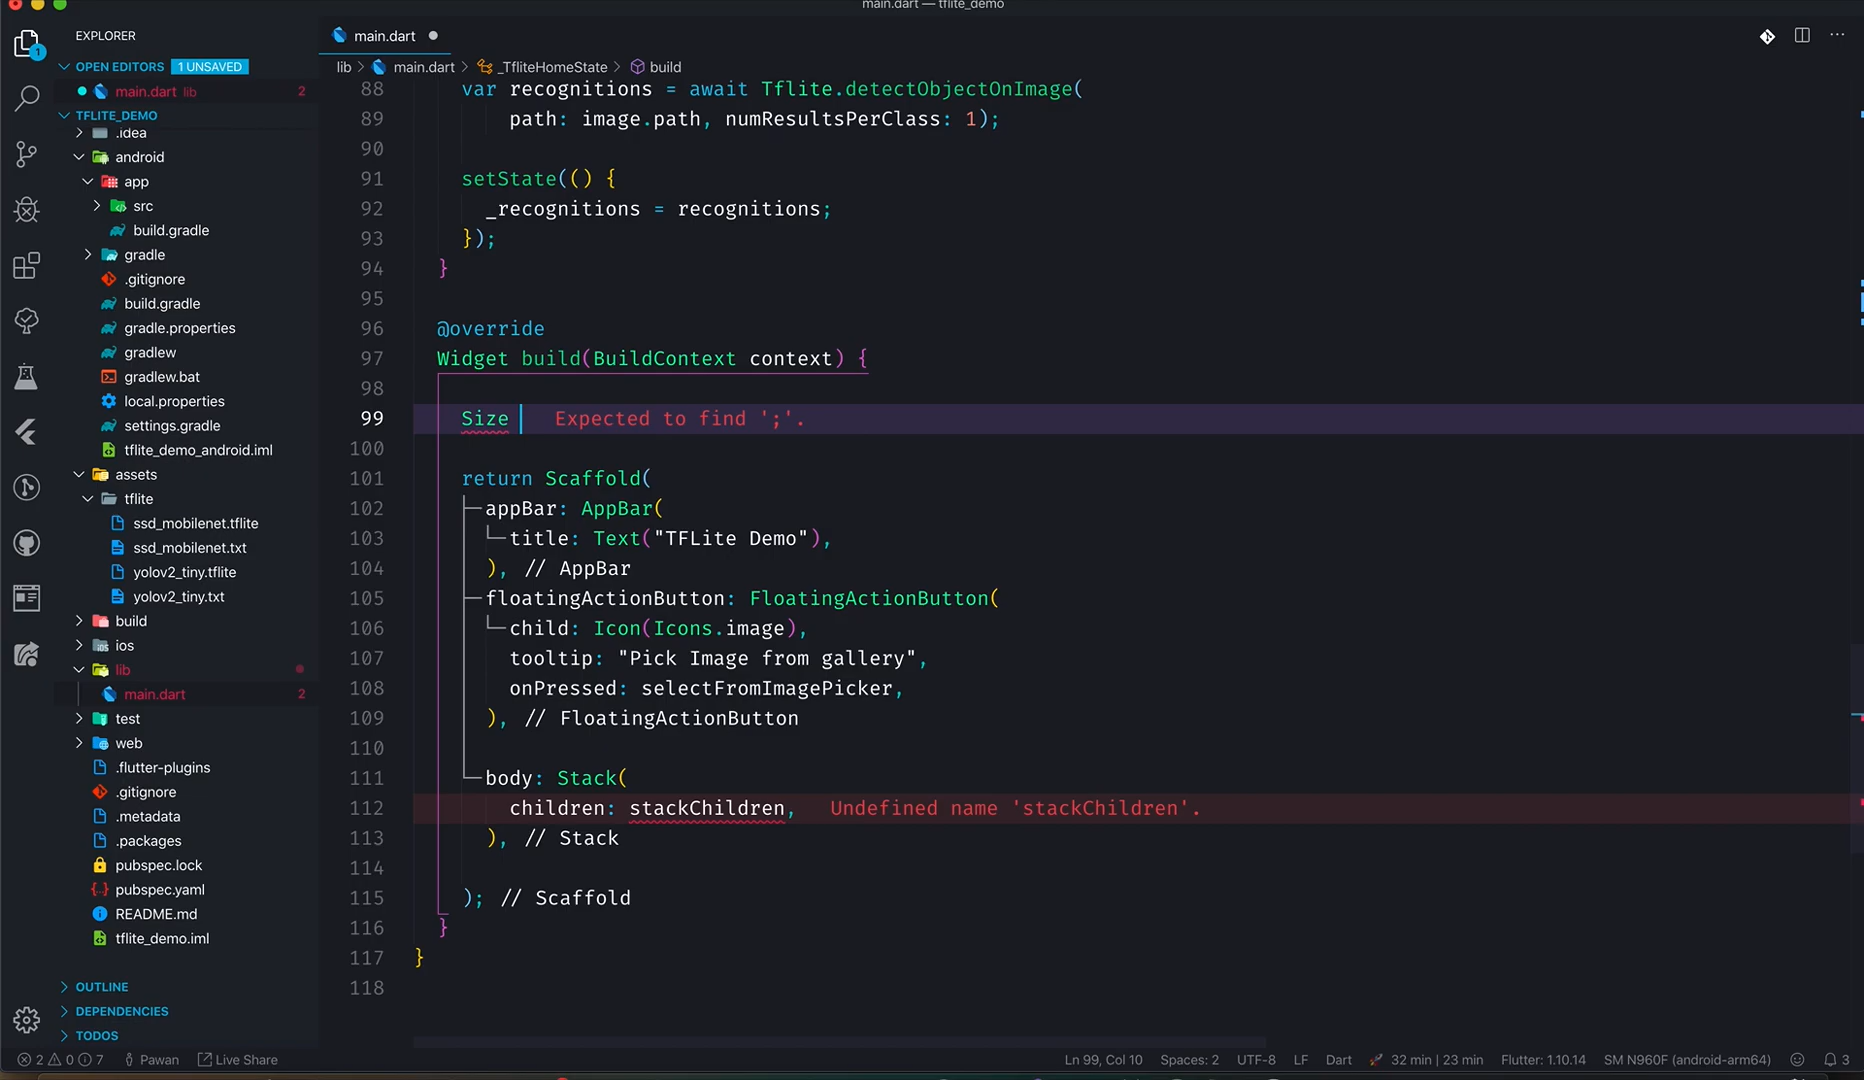 main.dart — tflite_demo
EXPLORER
OPEN EDITORS 1 UNSAVED
main.dart lib 2
TFLITE_DEMO
.idea
android
app
src
build.gradle
gradle
.gitignore
build.gradle
gradle.properties
gradlew
gradlew.bat
local.properties
settings.gradle
tflite_demo_android.iml
assets
tflite
ssd_mobilenet.tflite
ssd_mobilenet.txt
yolov2_tiny.tflite
yolov2_tiny.txt
build
ios
lib
main.dart 2
test
web
.flutter-plugins
.gitignore
.metadata
.packages
pubspec.lock
pubspec.yaml
README.md
tflite_demo.iml
OUTLINE
DEPENDENCIES
TODOS
1
main.dart
lib > main.dart > _TfliteHomeState > build
88 var recognitions = await Tflite.detectObjectOnImage(
89 path: image.path, numResultsPerClass: 1);
90
91 setState(() {
92 _recognitions = recognitions;
93 });
94 }
95
96 @override
97 Widget build(BuildContext context) {
98
99 Size Expected to find ';'.
100
101 return Scaffold(
102 appBar: AppBar(
103 title: Text("TFLite Demo"),
104 ), // AppBar
105 floatingActionButton: FloatingActionButton(
106 child: Icon(Icons.image),
107 tooltip: "Pick Image from gallery",
108 onPressed: selectFromImagePicker,
109 ), // FloatingActionButton
110
111 body: Stack(
112 children: stackChildren, Undefined name 'stackChildren'.
113 ), // Stack
114
115 ); // Scaffold
116 }
117 }
118
2 0 7 Pawan Live Share Ln 99, Col 10 Spaces: 2 UTF-8 LF Dart 32 min | 23 min Flutter: 1.10.14 SM N960F (android-arm64) 3